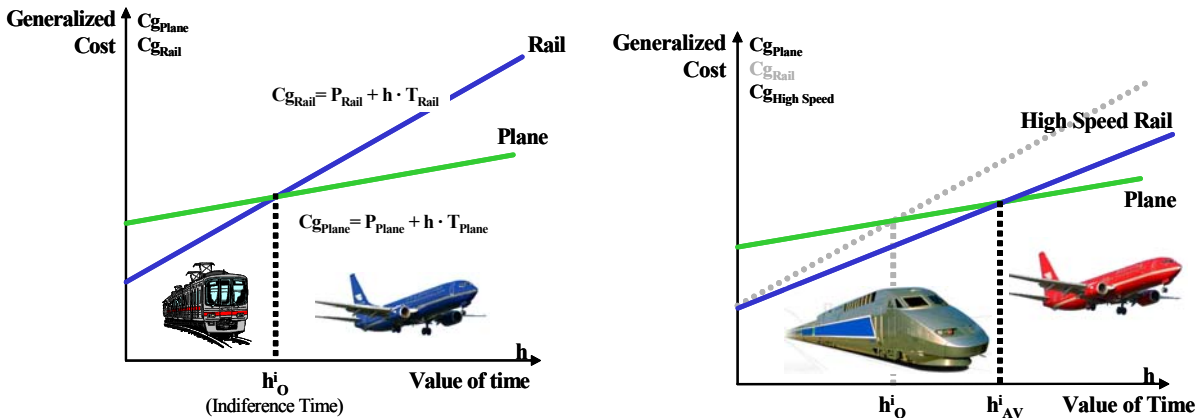 Generalized
Cost
Cg_Plane
Cg_Rail
Rail
Cg_Rail = P_Rail + h · T_Rail
Plane
Cg_Plane = P_Plane + h · T_Plane
h
h^i_O
(Indiference Time)
Value of time
Generalized
Cost
Cg_Plane
Cg_Rail
Cg_High Speed
High Speed Rail
Plane
h
h^i_O
h^i_AV
Value of Time